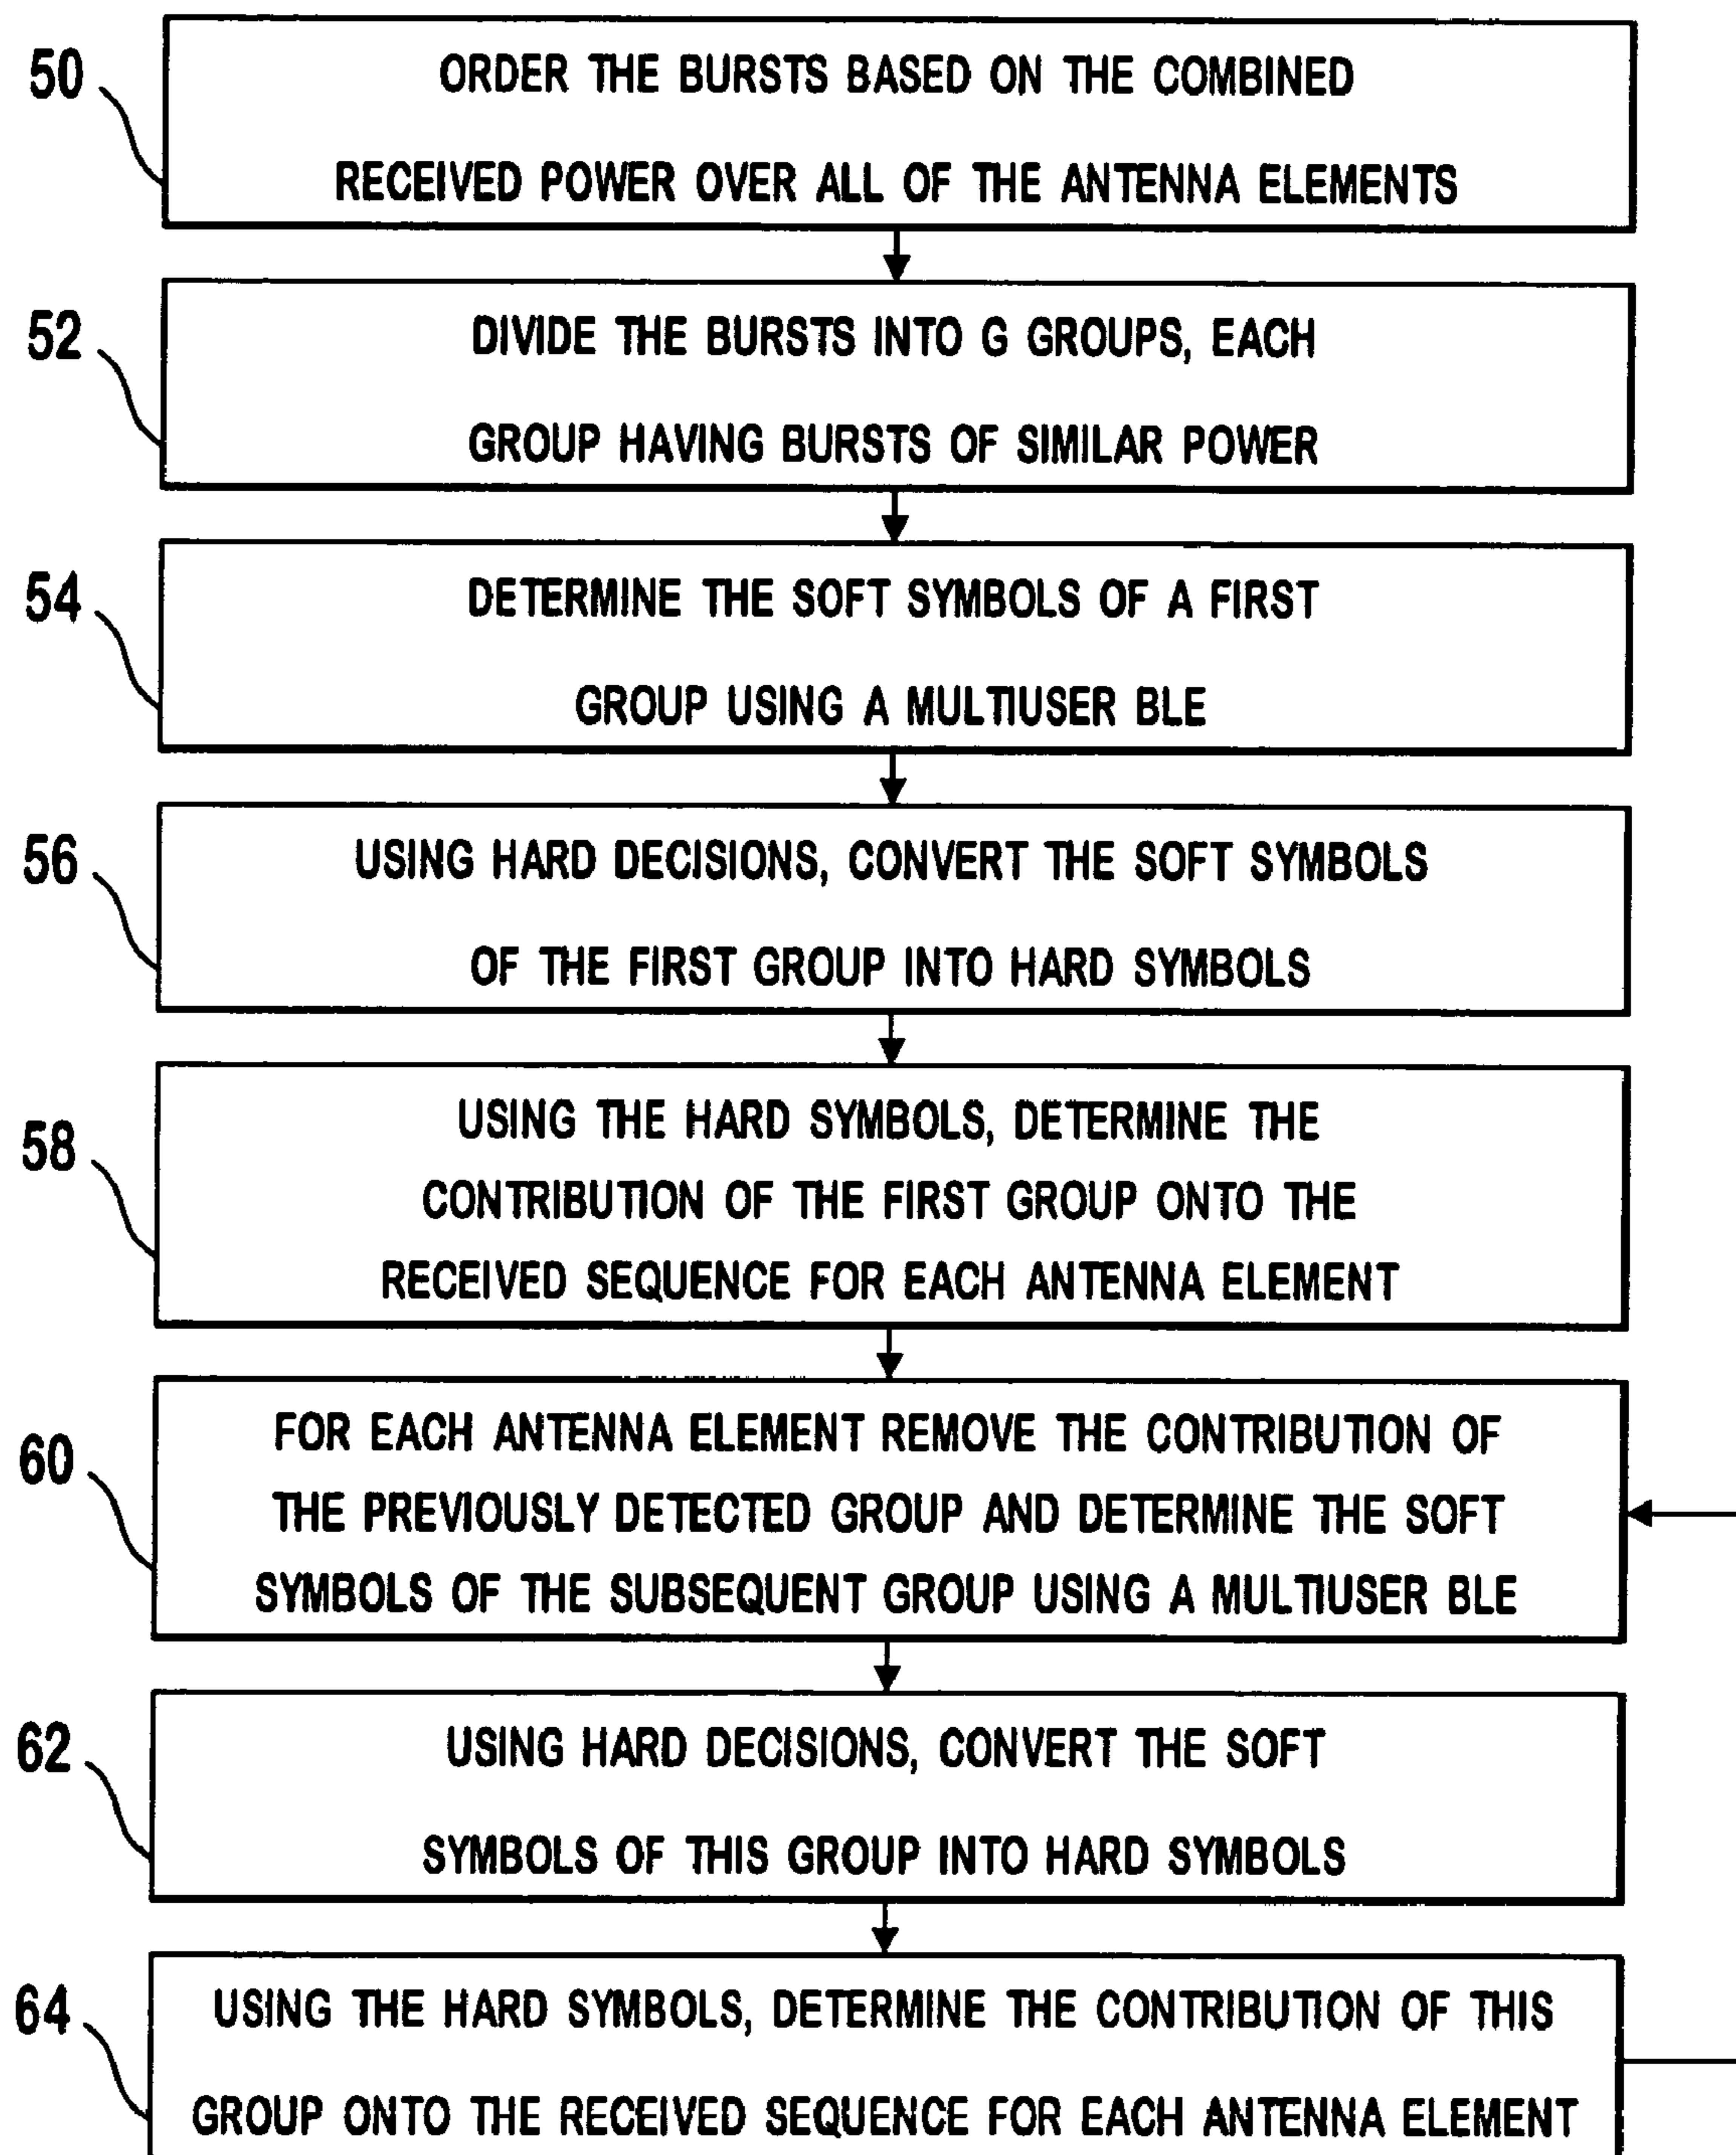 50
ORDER THE BURSTS BASED ON THE COMBINED
RECEIVED POWER OVER ALL OF THE ANTENNA ELEMENTS
52
DIVIDE THE BURSTS INTO G GROUPS, EACH
GROUP HAVING BURSTS OF SIMILAR POWER
54
DETERMINE THE SOFT SYMBOLS OF A FIRST
GROUP USING A MULTIUSER BLE
56
USING HARD DECISIONS, CONVERT THE SOFT SYMBOLS
OF THE FIRST GROUP INTO HARD SYMBOLS
58
USING THE HARD SYMBOLS, DETERMINE THE
CONTRIBUTION OF THE FIRST GROUP ONTO THE
RECEIVED SEQUENCE FOR EACH ANTENNA ELEMENT
60
FOR EACH ANTENNA ELEMENT REMOVE THE CONTRIBUTION OF
THE PREVIOUSLY DETECTED GROUP AND DETERMINE THE SOFT
SYMBOLS OF THE SUBSEQUENT GROUP USING A MULTIUSER BLE
62
USING HARD DECISIONS, CONVERT THE SOFT
SYMBOLS OF THIS GROUP INTO HARD SYMBOLS
64
USING THE HARD SYMBOLS, DETERMINE THE CONTRIBUTION OF THIS
GROUP ONTO THE RECEIVED SEQUENCE FOR EACH ANTENNA ELEMENT